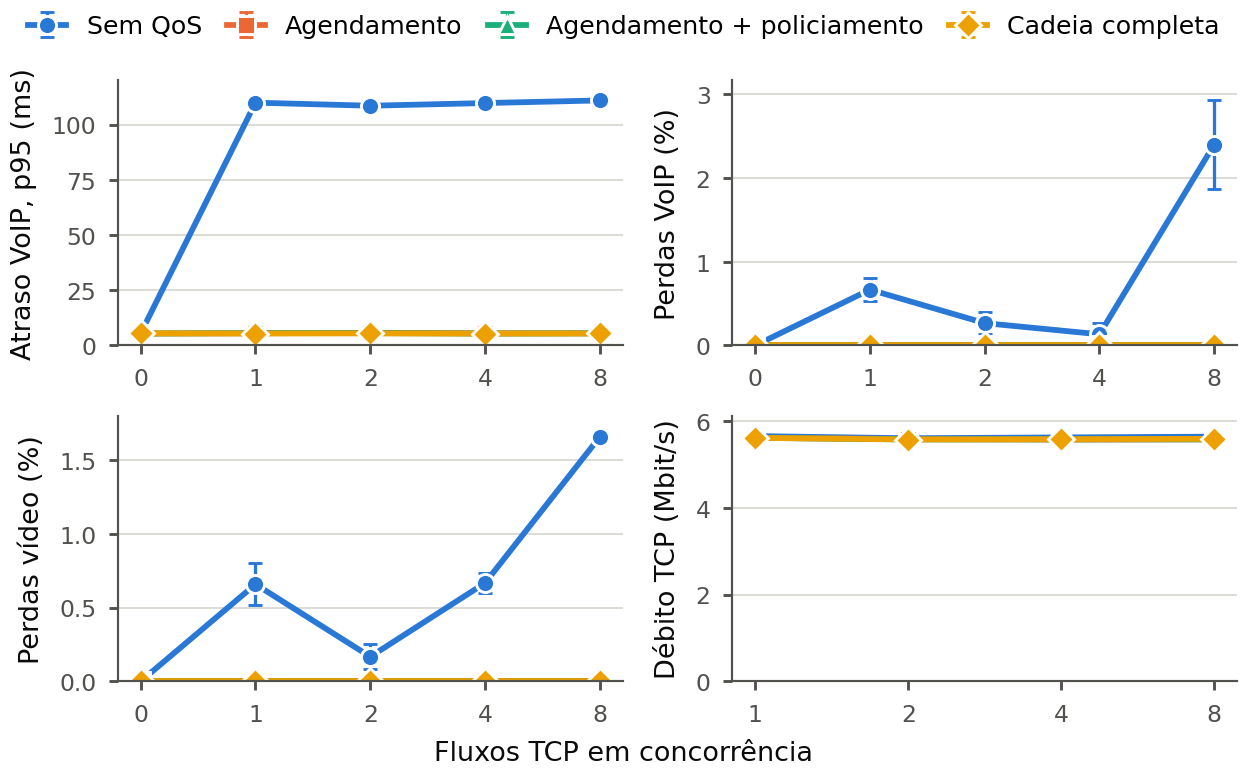 Sem QoS Agendamento Agendamento + policiamento Cadeia completa
Atraso VoIP, p95 (ms)
100
75
50
25
0
0 1 2 4 8
Perdas VoIP (%)
3
2
1
0
0 1 2 4 8
Perdas vídeo (%)
1.5
1.0
0.5
0.0
0 1 2 4 8
Débito TCP (Mbit/s)
6
4
2
0
1 2 4 8
Fluxos TCP em concorrência